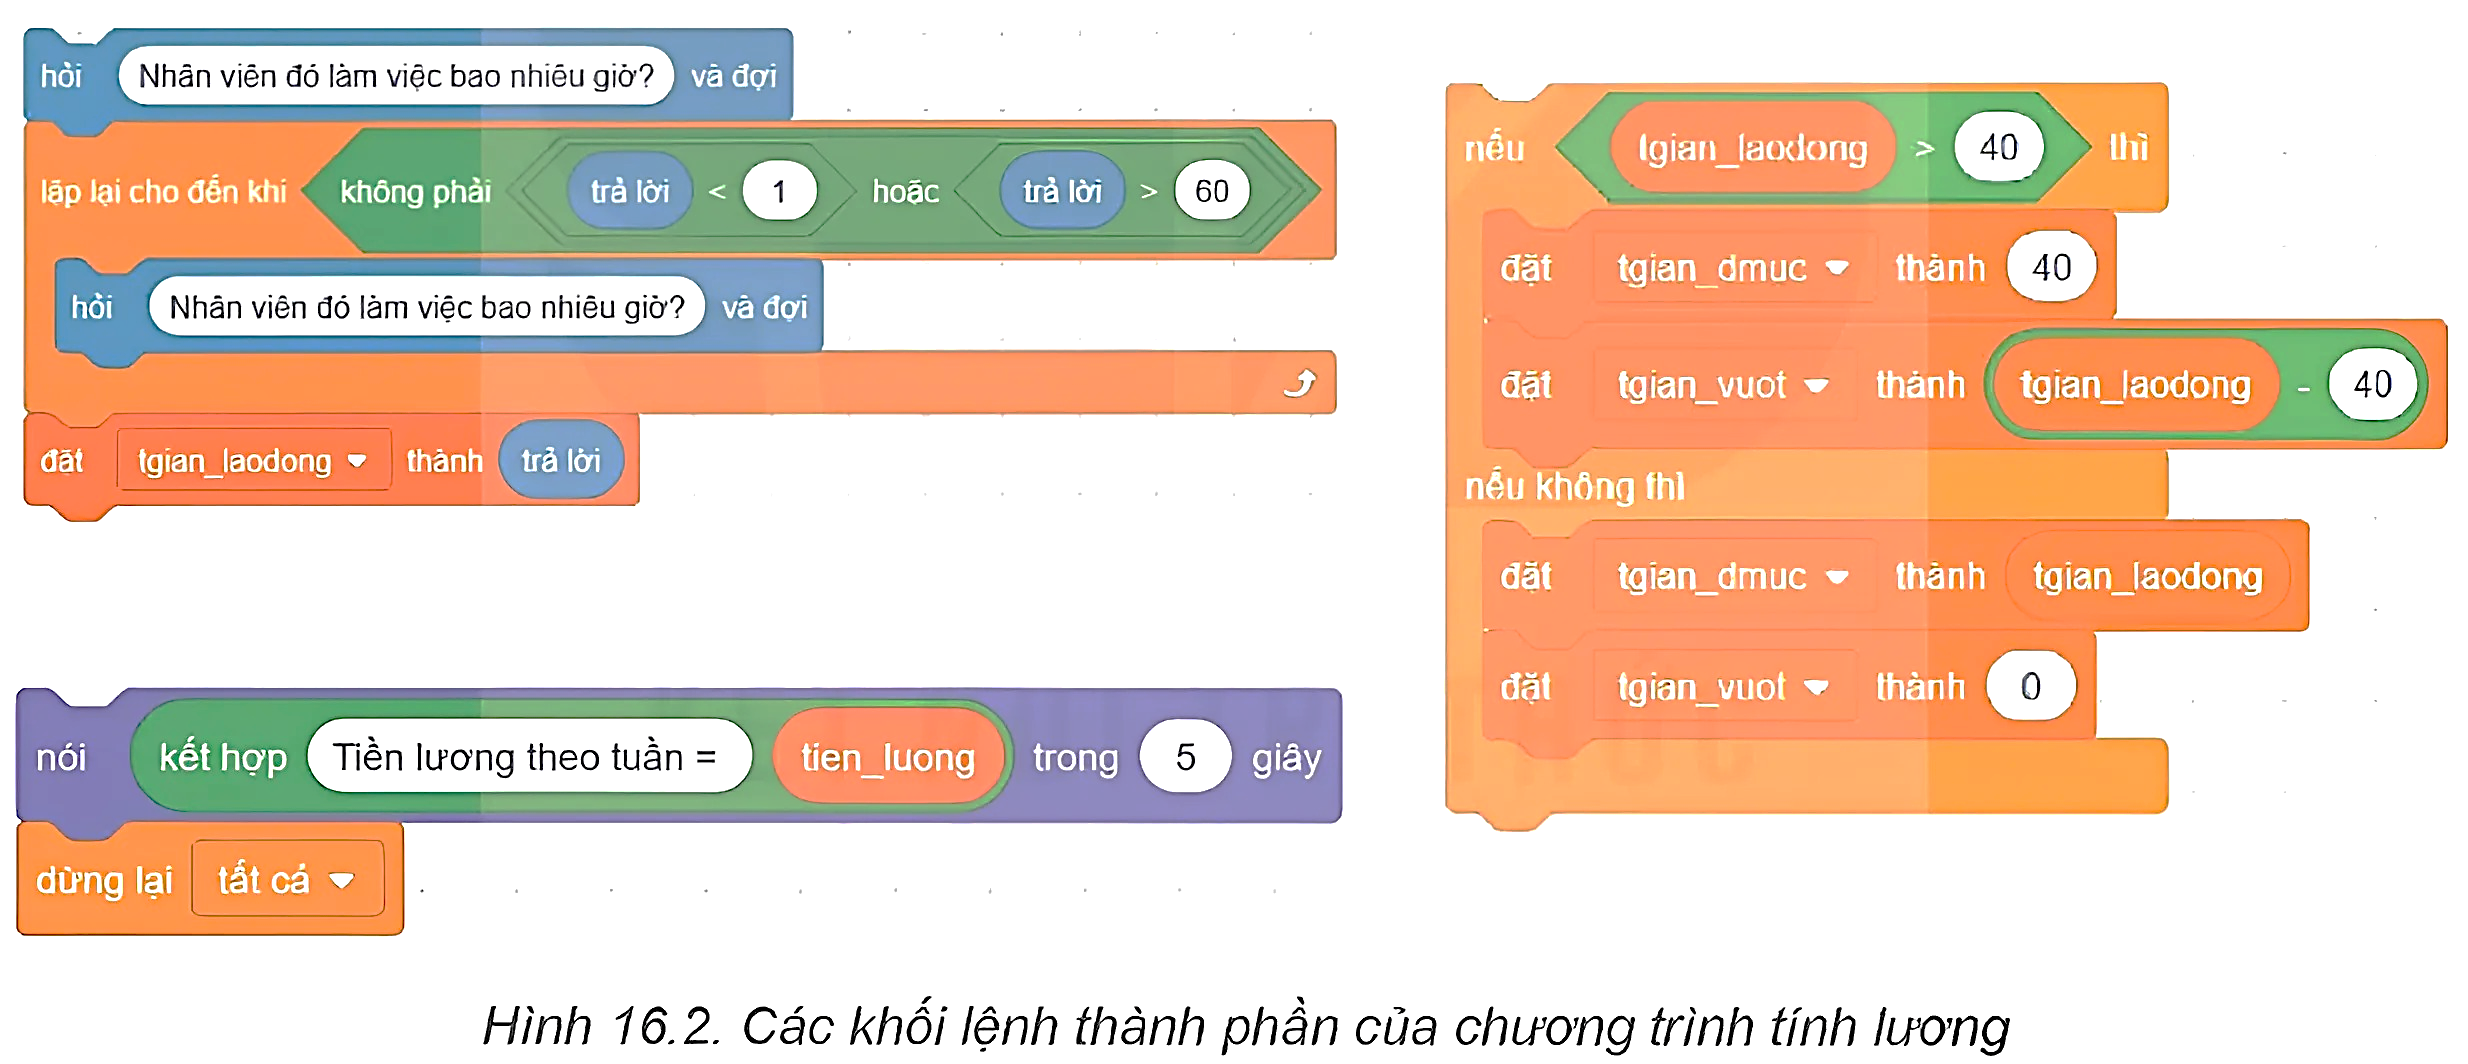 hỏi Nhân viên đó làm việc bao nhiêu giờ? và đợi
lặp lại cho đến khi không phải trả lời < 1 hoặc trả lời > 60
hỏi Nhân viên đó làm việc bao nhiêu giờ? và đợi
đặt tgian_laodong thành trả lời
nói kết hợp Tiền lương theo tuần = tien_luong trong 5 giây
dừng lại tất cả
nếu tgian_laodong > 40 thì
đặt tgian_dmuc thành 40
đặt tgian_vuot thành tgian_laodong - 40
nếu không thì
đặt tgian_dmuc thành tgian_laodong
đặt tgian_vuot thành 0
Hình 16.2. Các khối lệnh thành phần của chương trình tính lương